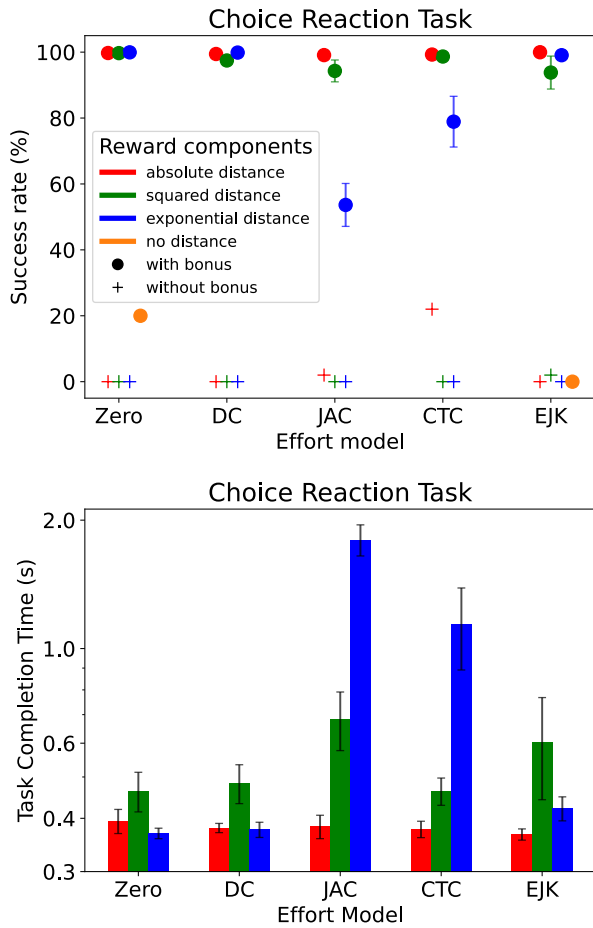 Choice Reaction Task
100
80
60
40
20
0
Success rate (%)
Reward components
absolute distance
squared distance
exponential distance
no distance
with bonus
without bonus
Zero DC JAC CTC EJK
Effort model
Choice Reaction Task
2.0
1.0
0.6
0.4
0.3
Task Completion Time (s)
Zero DC JAC CTC EJK
Effort Model